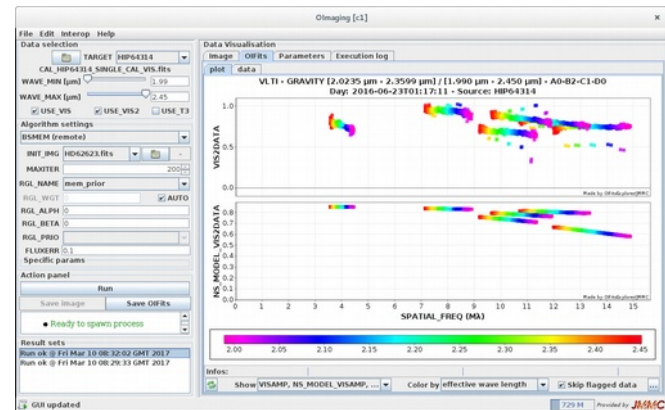 OImaging [c1]
File Edit Interop Help
Data selection
TARGET HIP64314
CAL_HIP64314_SINGLE_CAL_VIS.fits
WAVE_MIN [µm] 1.99
WAVE_MAX [µm] 2.45
USE_VIS USE_VIS2 USE_T3
Algorithm settings
BSMEM (remote)
INIT_IMG HD62623.fits -
MAXITER 200
RGL_NAME mem_prior
RGL_WGT AUTO
RGL_ALPH 0
RGL_BETA 0
RGL_PRIO
FLUXERR 0.1
Specific params
Action panel
Run
Save image Save OIFits
Ready to spawn process
Result sets
Run ok @ Fri Mar 10 08:32:02 GMT 2017
Run ok @ Fri Mar 10 08:29:33 GMT 2017
GUI updated
Data Visualisation
Image OIFits Parameters Execution log
plot data
VLTI - GRAVITY [2.0235 µm - 2.3599 µm] / [1.990 µm - 2.450 µm] - A0-B2-C1-D0
Day: 2016-06-23T01:17:11 - Source: HIP64314
VIS2DATA
1.0
0.5
0.0
Made by OIFitsExplorer/JMMC
NS_MODEL_VIS2DATA
0.8
0.7
0.6
0.5
0.4
0.3
0.2
0.1
0.0
Made by OIFitsExplorer/JMMC
0 1 2 3 4 5 6 7 8 9 10 11 12 13 14 15
SPATIAL_FREQ (Mλ)
2.00 2.05 2.10 2.15 2.20 2.25 2.30 2.35 2.40 2.45
Infos:
Show VISAMP, NS_MODEL_VISAMP, ... Color by effective wave length Skip flagged data ...
729 M Provided by JMMC